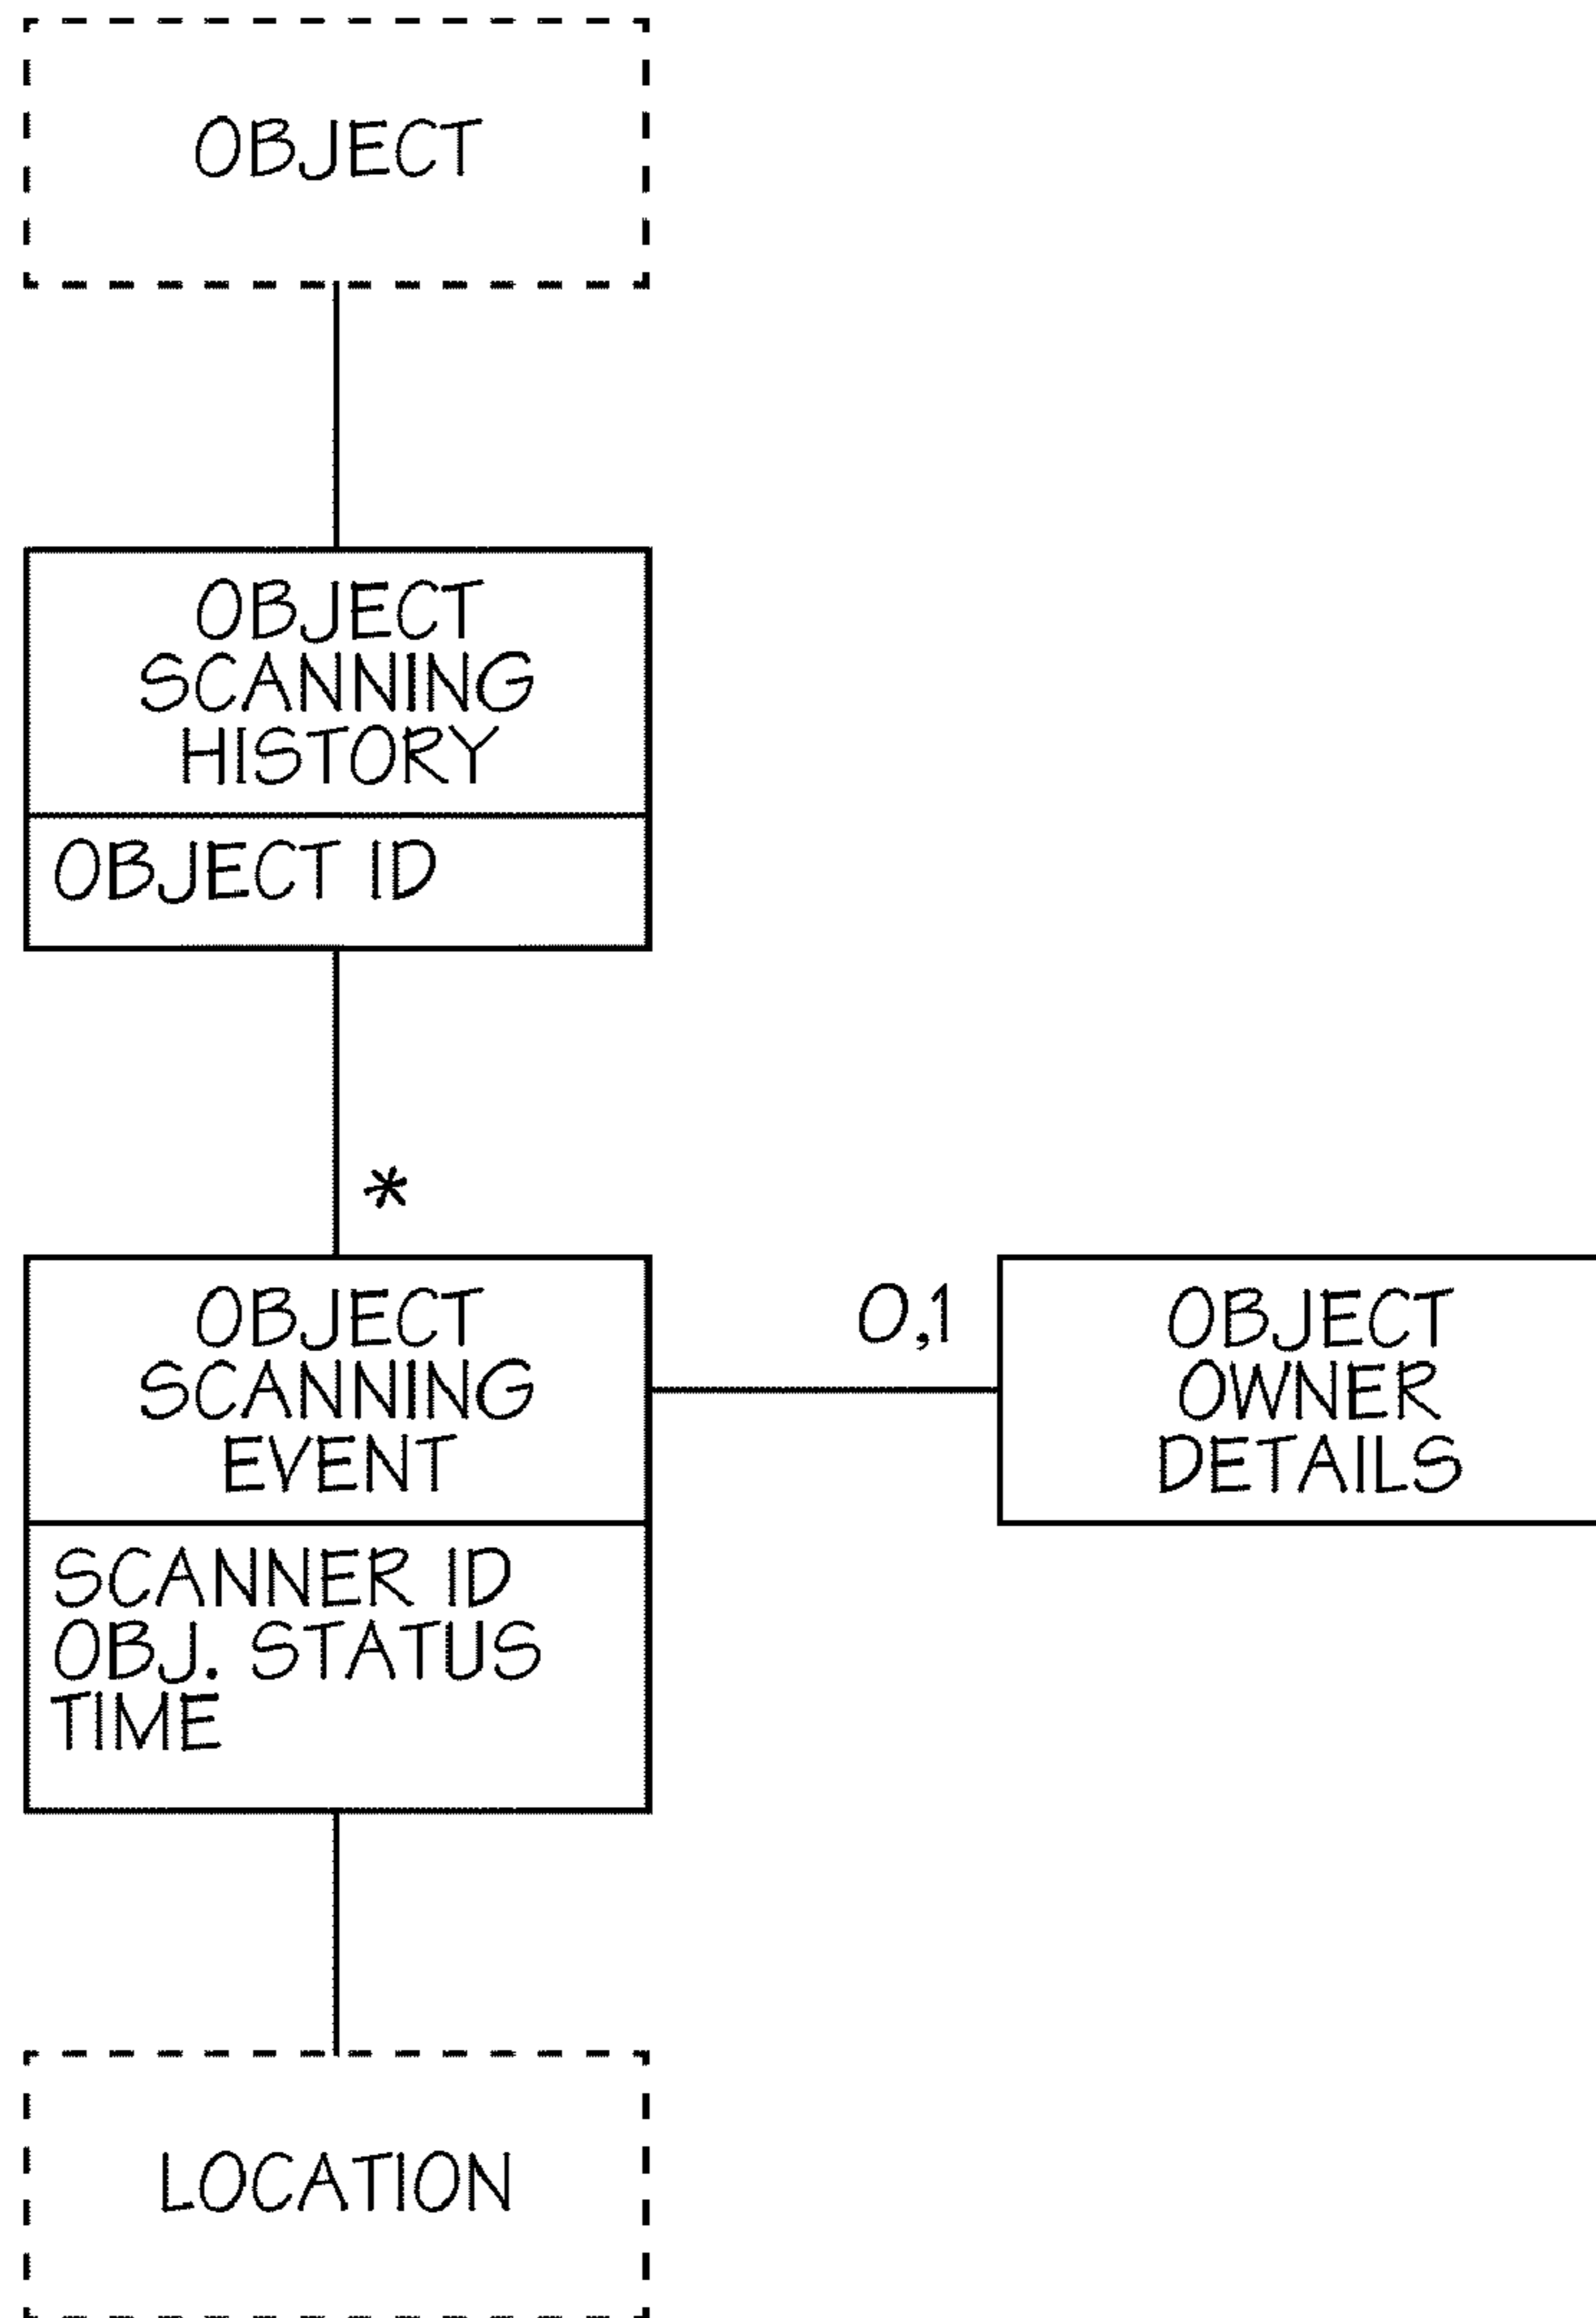 OBJECT
OBJECT
SCANNING
HISTORY
OBJECT ID
*
OBJECT
SCANNING
EVENT
0,1
OBJECT
OWNER
DETAILS
SCANNER ID
OBJ. STATUS
TIME
LOCATION